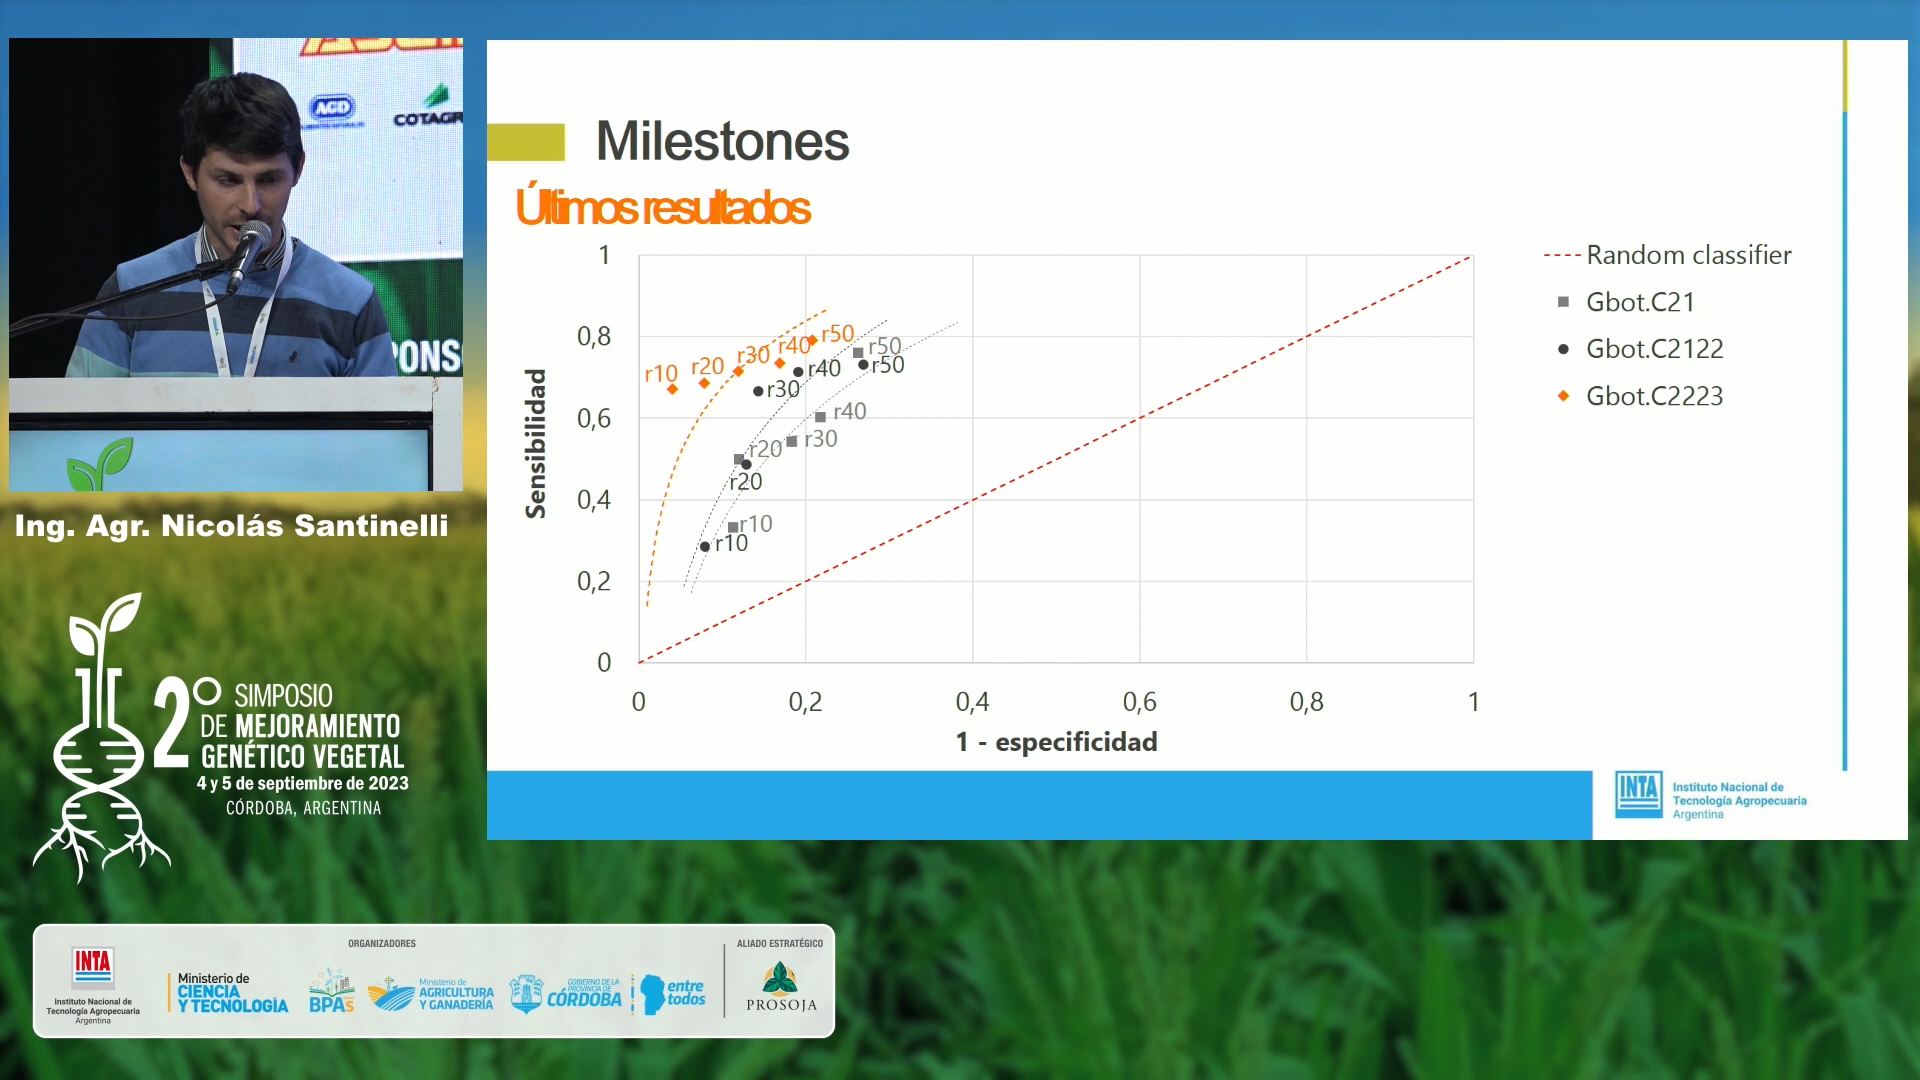 AGD
COTAGR
PONS
Ing. Agr. Nicolás Santinelli
2° SIMPOSIO
DE MEJORAMIENTO
GENÉTICO VEGETAL
4 y 5 de septiembre de 2023
CÓRDOBA, ARGENTINA
Milestones
Últimos resultados
Sensibilidad
1
0,8
0,6
0,4
0,2
0
0
0,2
0,4
0,6
0,8
1
1 - especificidad
r10
r20
r30
r40
r50
r50
r40
r50
r30
r40
r30
r20
r20
r10
r10
Random classifier
Gbot.C21
Gbot.C2122
Gbot.C2223
INTA
Instituto Nacional de
Tecnología Agropecuaria
Argentina
ORGANIZADORES
INTA
Instituto Nacional de
Tecnología Agropecuaria
Argentina
Ministerio de
CIENCIA
Y TECNOLOGÍA
BPAs
Ministerio de
AGRICULTURA
Y GANADERÍA
GOBIERNO DE LA
PROVINCIA DE
CÓRDOBA
entre
todos
ALIADO ESTRATÉGICO
PROSOJA